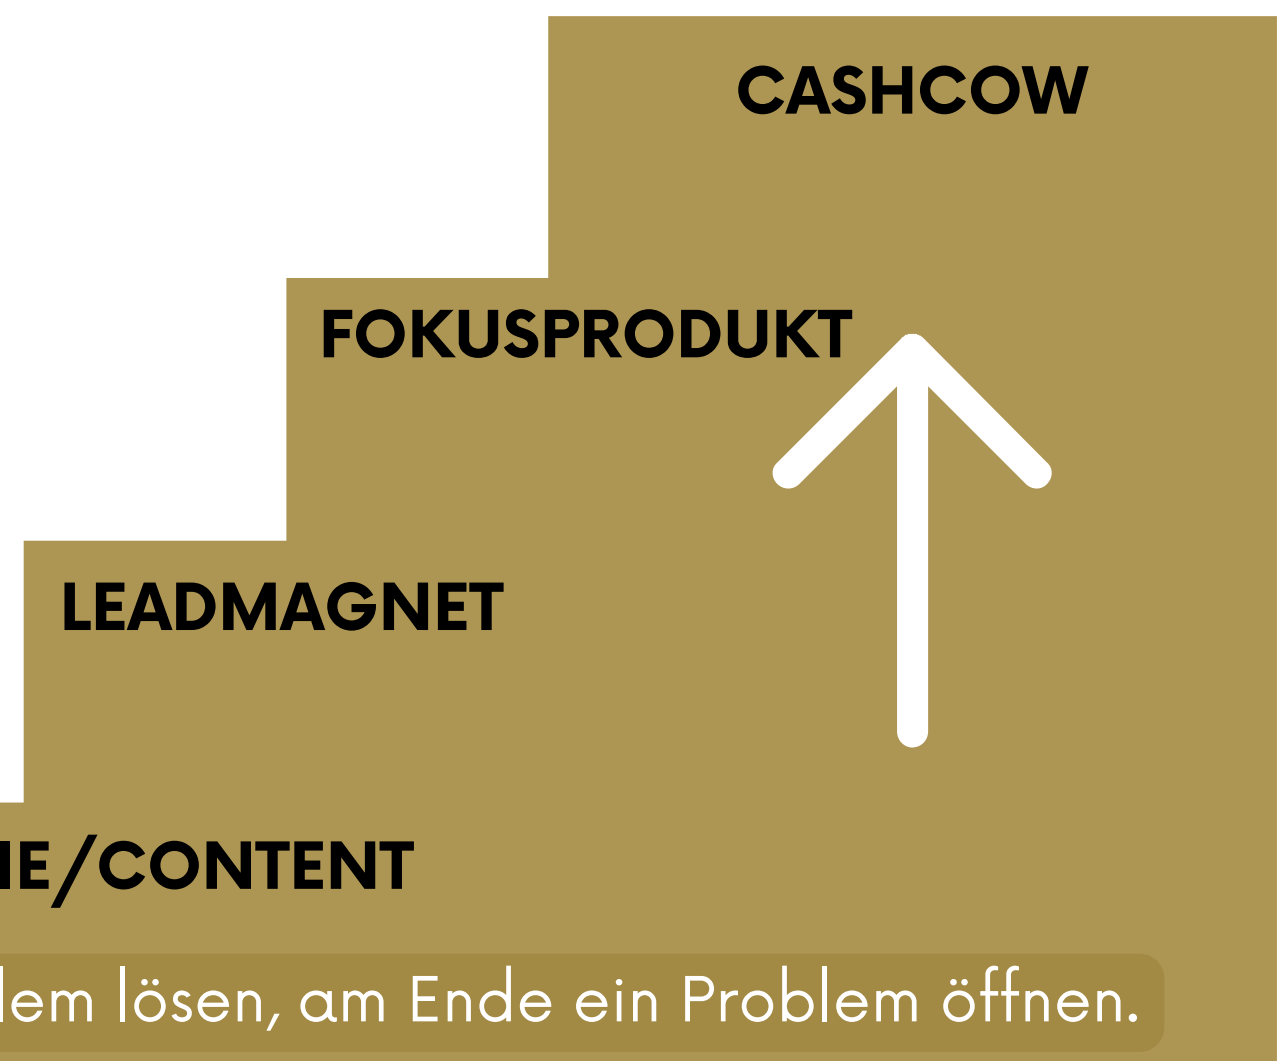 CASHCOW
FOKUSPRODUKT
LEADMAGNET
IE/CONTENT
lem lösen, am Ende ein Problem öffnen.